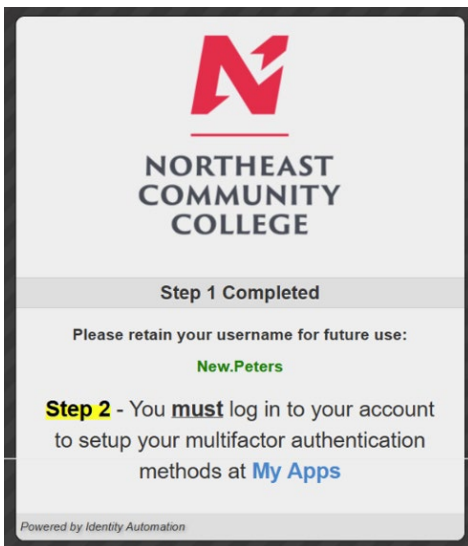 NORTHEAST
COMMUNITY
COLLEGE
Step 1 Completed
Please retain your username for future use:
New.Peters
Step 2 - You must log in to your account
to setup your multifactor authentication
methods at My Apps
Powered by Identity Automation